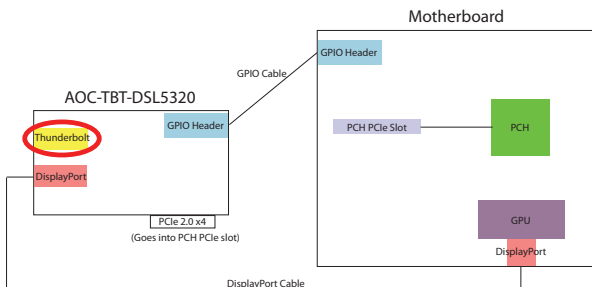 Motherboard
GPIO Header
GPIO Cable
AOC-TBT-DSL5320
GPIO Header
PCH PCIe Slot
PCH
Thunderbolt
DisplayPort
GPU
PCIe 2.0 x4
(Goes into PCH PCIe slot)
DisplayPort
DisplayPort Cable